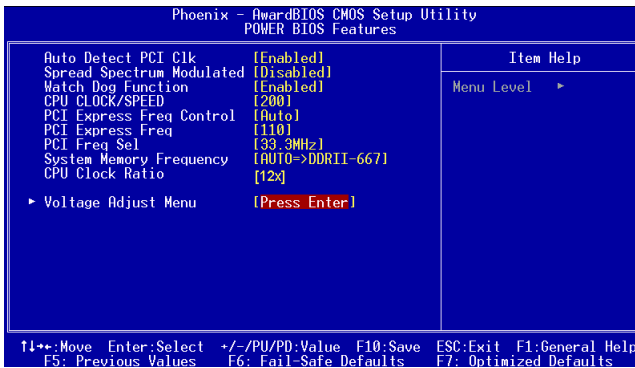 Phoenix - AwardBIOS CMOS Setup Utility
POWER BIOS Features
Auto Detect PCI Clk [Enabled]
Spread Spectrum Modulated [Disabled]
Watch Dog Function [Enabled]
CPU CLOCK/SPEED [200]
PCI Express Freq Control [Auto]
PCI Express Freq [110]
PCI Freq Sel [33.3MHz]
System Memory Frequency [AUTO=>DDRII-667]
CPU Clock Ratio [12x]
► Voltage Adjust Menu [Press Enter]
Item Help
Menu Level ►
↑↓→←:Move Enter:Select +/-/PU/PD:Value F10:Save ESC:Exit F1:General Help
F5: Previous Values F6: Fail-Safe Defaults F7: Optimized Defaults